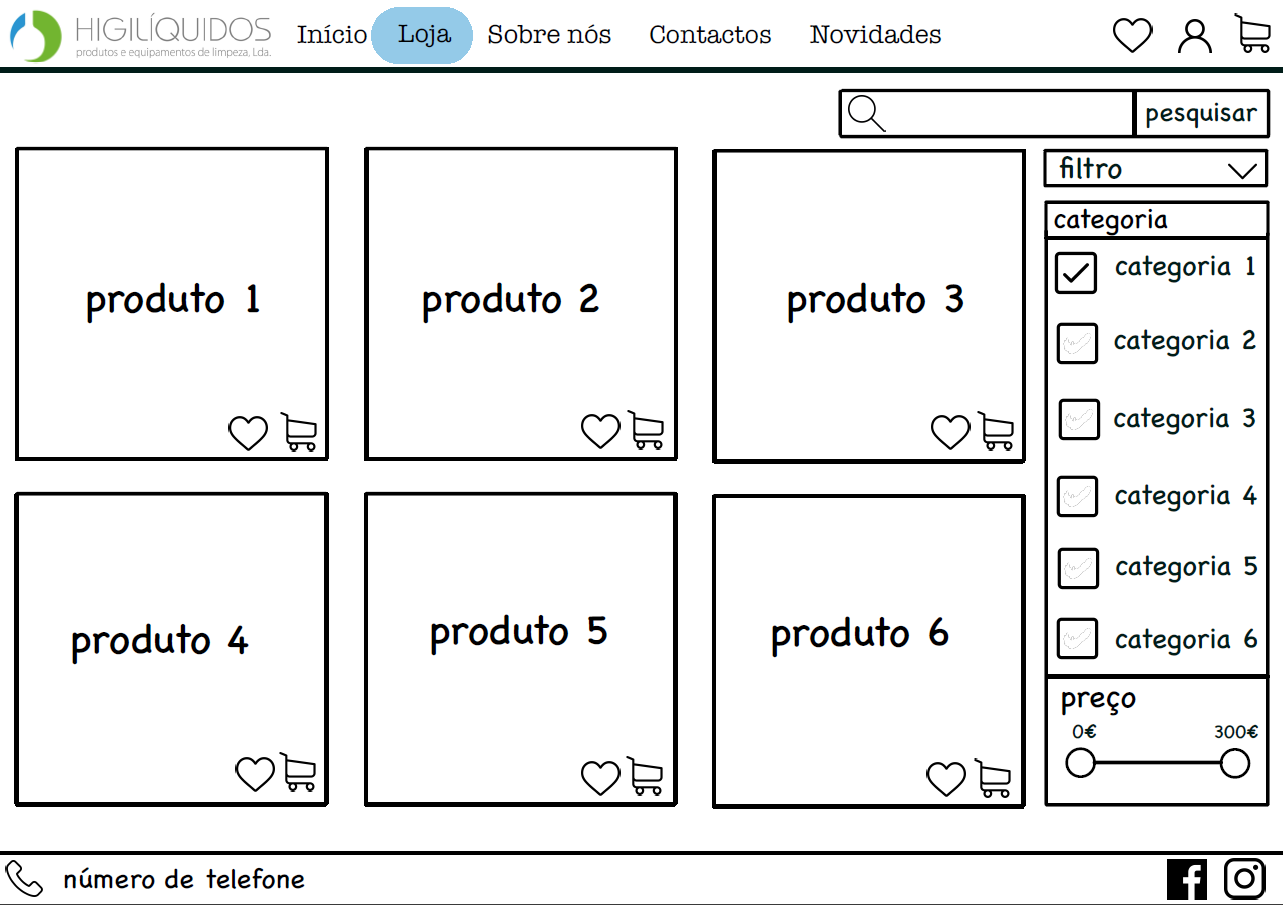 HIGILÍQUIDOS
produtos e equipamentos de limpeza, Lda.
Início Loja Sobre nós Contactos Novidades
pesquisar
filtro
categoria
categoria 1
categoria 2
categoria 3
categoria 4
categoria 5
categoria 6
preço
0€ 300€
produto 1
produto 2
produto 3
produto 4
produto 5
produto 6
número de telefone